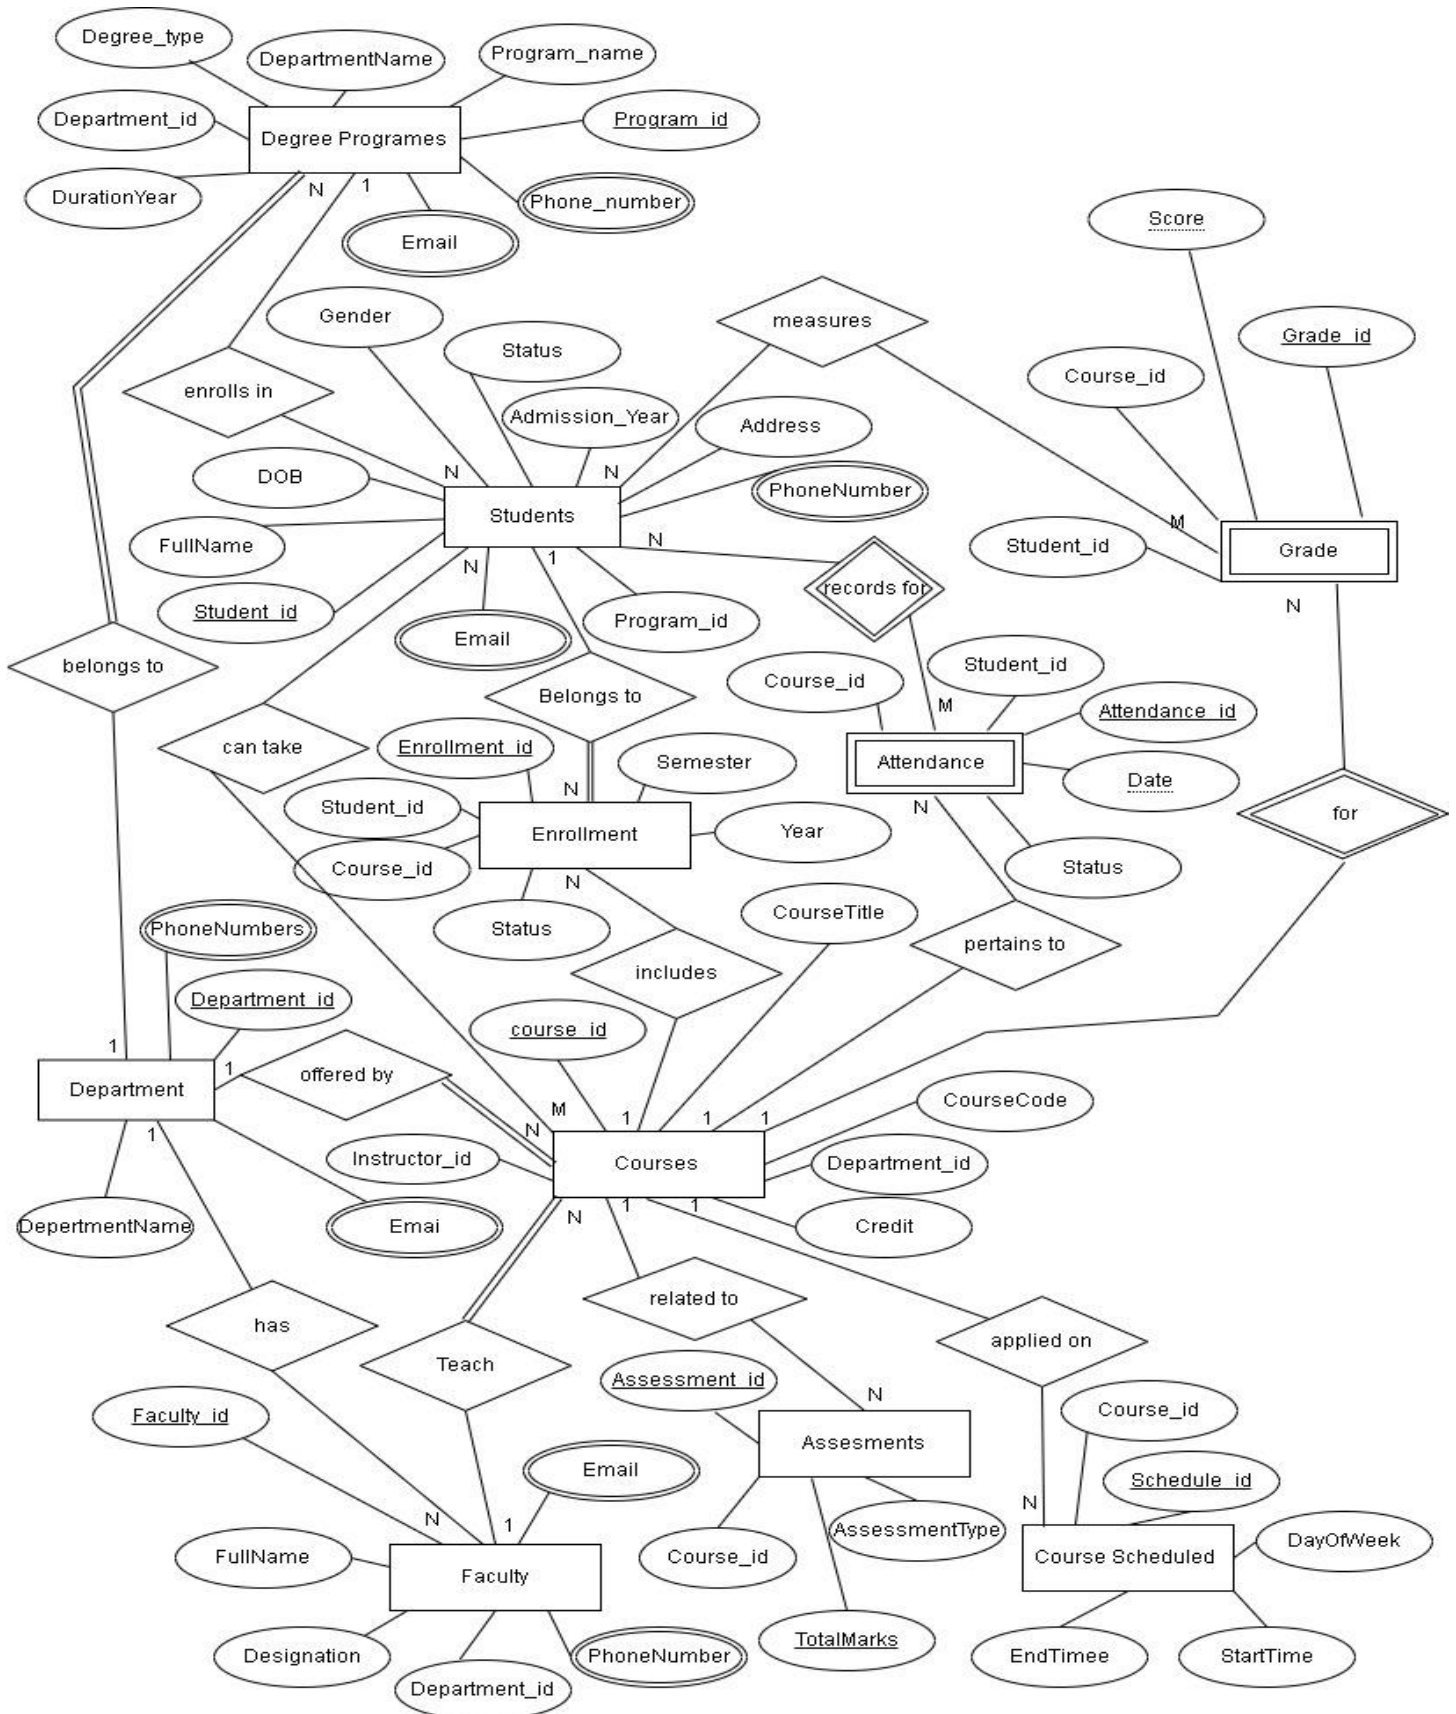 Degree_type
DepartmentName
Program_name
Department_id
Program_id
Degree Programes
DurationYear
N
1
Phone_number
Email
Score
Gender
measures
Grade_id
Status
Course_id
enrolls in
Admission_Year
Address
DOB
N
N
PhoneNumber
Students
M
FullName
N
Student_id
Grade
N
1
records for
Student_id
Program_id
N
Email
belongs to
Student_id
Course_id
Belongs to
M
Attendance_id
can take
Enrollment_id
Semester
Attendance
Date
N
Student_id
N
for
Enrollment
Year
Course_id
N
Status
CourseTitle
PhoneNumbers
Status
pertains to
includes
Department_id
course_id
1
1
offered by
Department
M
1
1
1
CourseCode
N
1
Instructor_id
Courses
Department_id
1
1
N
DepertmentName
Emai
Credit
related to
has
Teach
applied on
Assessment_id
N
Faculty_id
Course_id
Assesments
Email
Schedule_id
N
N
1
AssessmentType
DayOfWeek
FullName
Course_id
Course Scheduled
Faculty
TotalMarks
Designation
PhoneNumber
EndTimee
StartTime
Department_id